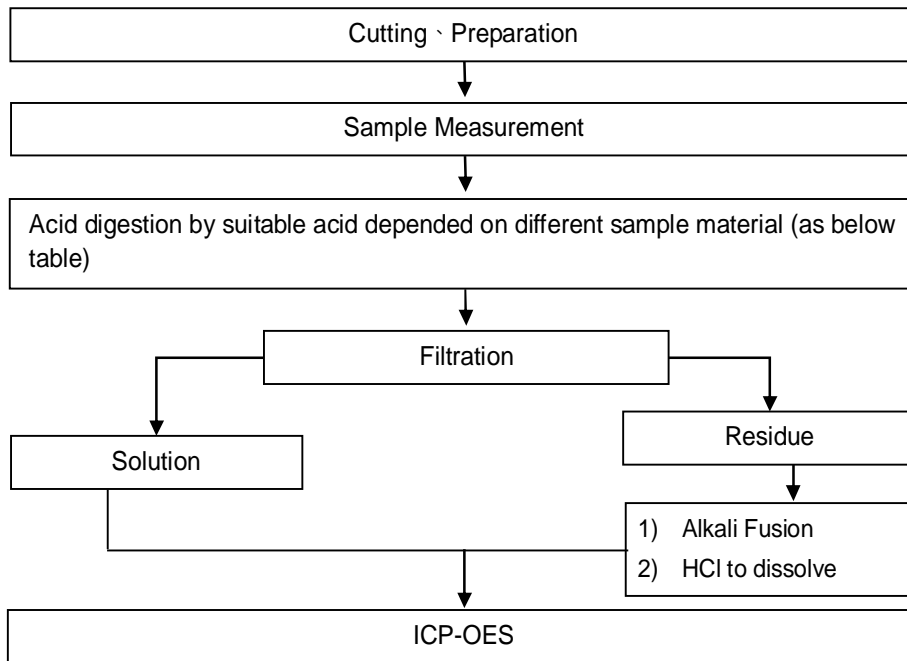 Cutting、Preparation
Sample Measurement
Acid digestion by suitable acid depended on different sample material (as below
table)
Filtration
Solution
Residue
1) Alkali Fusion
2) HCl to dissolve
ICP-OES